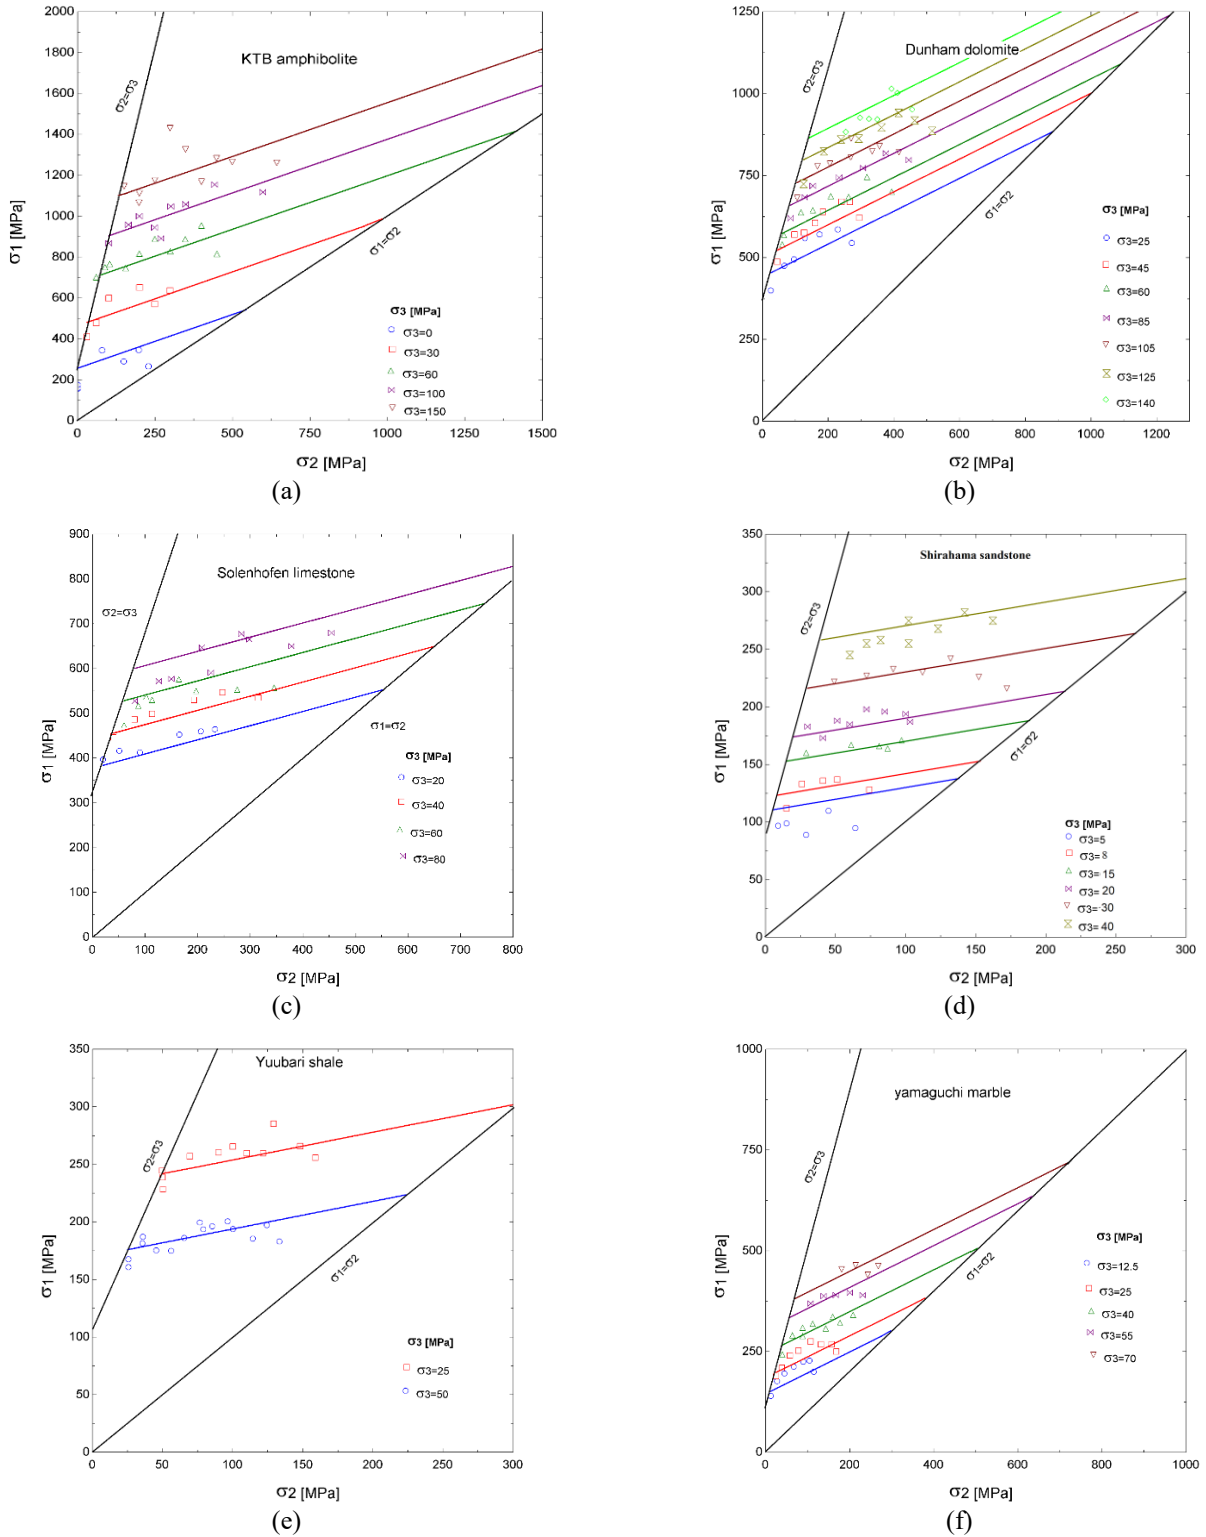 KTB amphibolite
σ1 [MPa]
2000
1800
1600
1400
1200
1000
800
600
400
200
0
σ2=σ3
σ1=σ2
σ3 [MPa]
σ3=0
σ3=30
σ3=60
σ3=100
σ3=150
0 250 500 750 1000 1250 1500
σ2 [MPa]
(a)
Dunham dolomite
σ1 [MPa]
1250
1000
750
500
250
0
σ2=σ3
σ1=σ2
σ3 [MPa]
σ3=25
σ3=45
σ3=60
σ3=85
σ3=105
σ3=125
σ3=140
0 200 400 600 800 1000 1200
σ2 [MPa]
(b)
Solenhofen limestone
σ1 [MPa]
900
800
700
600
500
400
300
200
100
0
σ2=σ3
σ1=σ2
σ3 [MPa]
σ3=20
σ3=40
σ3=60
σ3=80
0 100 200 300 400 500 600 700 800
σ2 [MPa]
(c)
Shirahama sandstone
σ1 [MPa]
350
300
250
200
150
100
50
0
σ2=σ3
σ1=σ2
σ3 [MPa]
σ3=5
σ3=8
σ3=15
σ3=20
σ3=30
σ3=40
0 50 100 150 200 250 300
σ2 [MPa]
(d)
Yuubari shale
σ1 [MPa]
350
300
250
200
150
100
50
0
σ2=σ3
σ1=σ2
σ3 [MPa]
σ3=25
σ3=50
0 50 100 150 200 250 300
σ2 [MPa]
(e)
yamaguchi marble
σ1 [MPa]
1000
750
500
250
0
σ2=σ3
σ1=σ2
σ3 [MPa]
σ3=12.5
σ3=25
σ3=40
σ3=55
σ3=70
0 200 400 600 800 1000
σ2 [MPa]
(f)